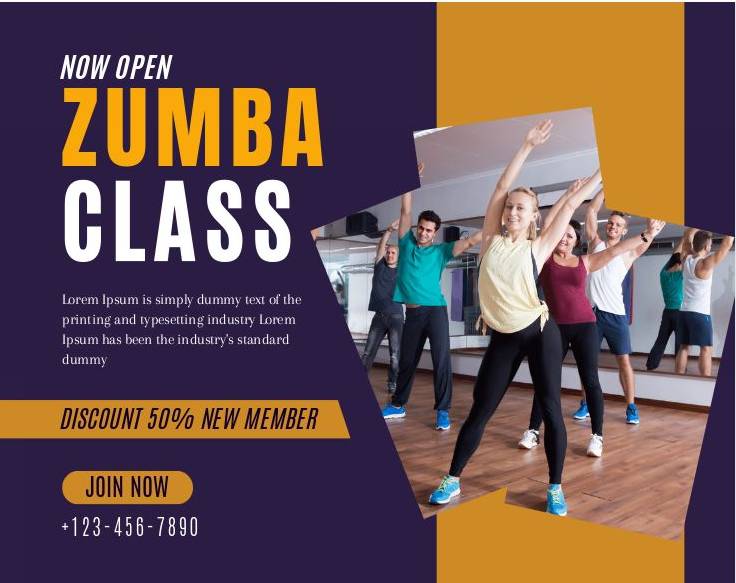 NOW OPEN
ZUMBA
CLASS
Lorem Ipsum is simply dummy text of the
printing and typesetting industry Lorem
Ipsum has been the industry's standard
dummy
DISCOUNT 50% NEW MEMBER
JOIN NOW
+123-456-7890